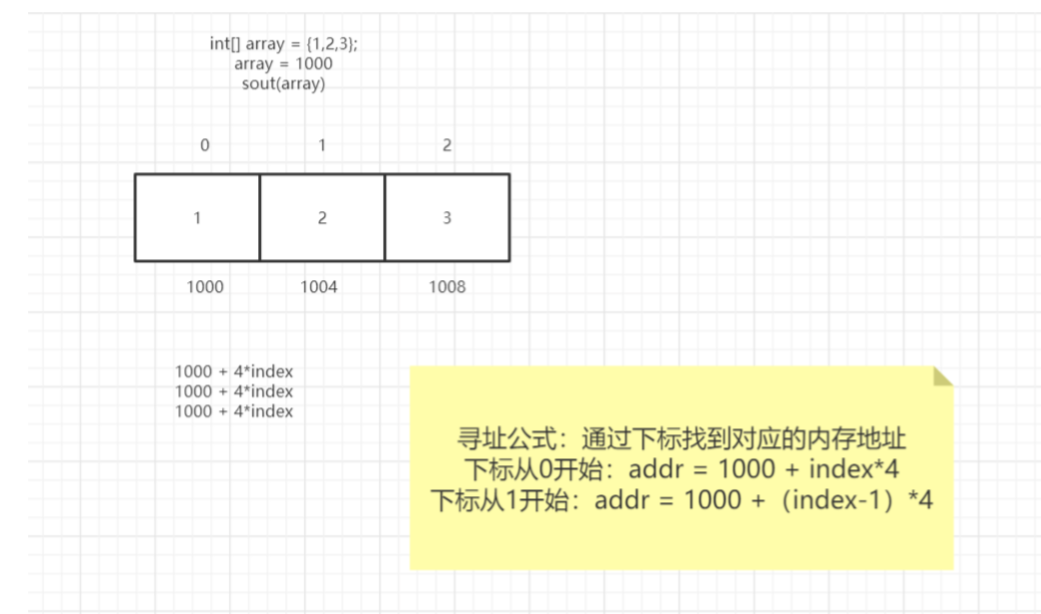 int[] array = {1,2,3};
array = 1000
sout(array)
0 1 2
1 2 3
1000 1004 1008
1000 + 4*index
1000 + 4*index
1000 + 4*index
寻址公式：通过下标找到对应的内存地址
下标从0开始：addr = 1000 + index*4
下标从1开始：addr = 1000 +（index-1）*4